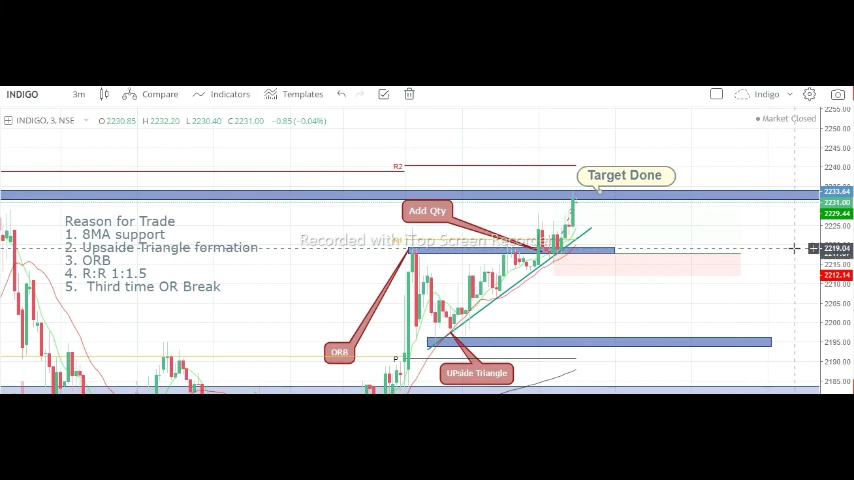 INDIGO 3m Compare Indicators Templates Indigo
INDIGO, 3, NSE O 2230.85 H 2232.20 L 2230.40 C 2231.00 −0.85 (−0.04%)
Market Closed
2255.00
2250.00
2245.00
2240.00
R2
Target Done
2233.64
2231.00
2229.44
Add Qty
Reason for Trade
1. 8MA support
2. Upside Triangle formation
3. ORB
4. R:R 1:1.5
5. Third time OR Break
Recorded with iTop Screen Recorder
2219.04
2215.00
2212.14
2210.00
2205.00
2200.00
2195.00
2190.00
2185.00
ORB
P
UPside Triangle